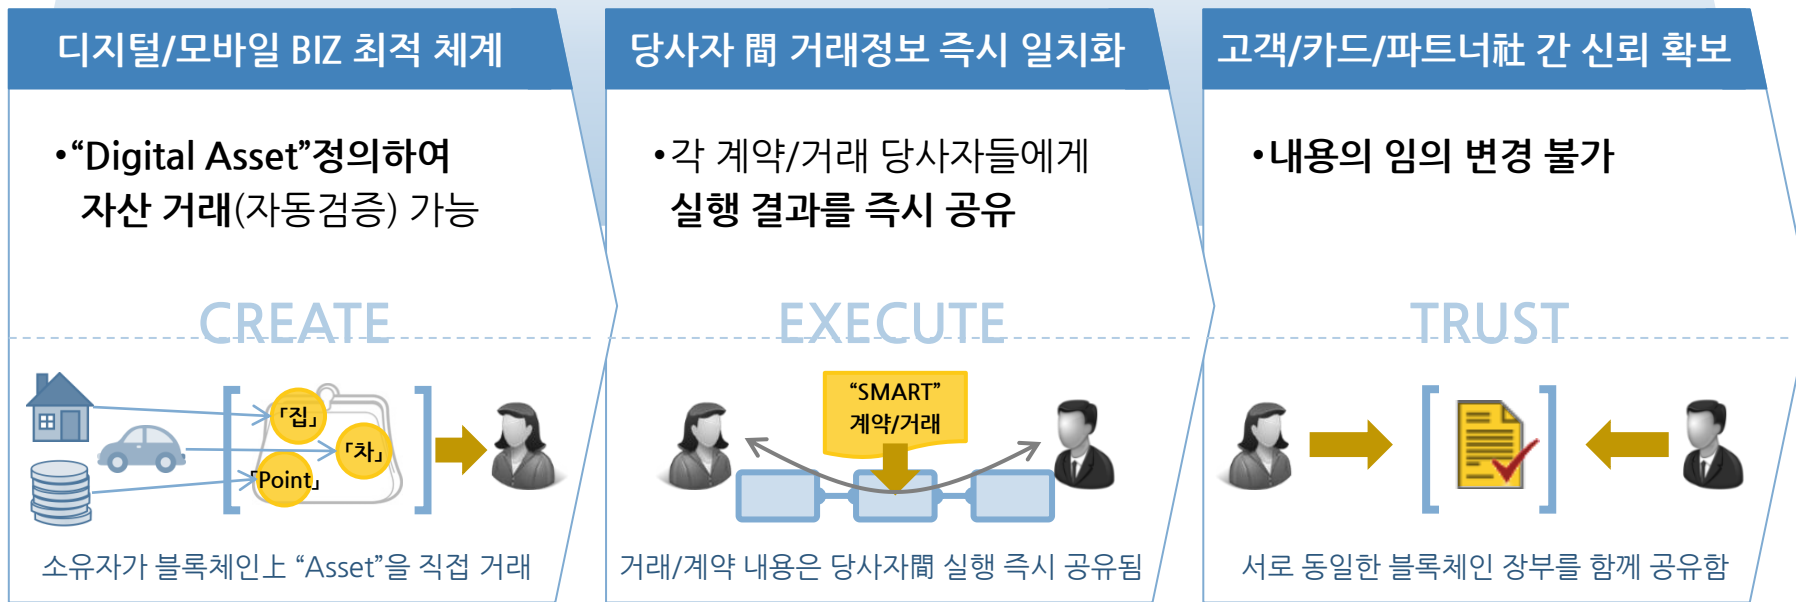 디지털/모바일 BIZ 최적 체계
•“Digital Asset”정의하여
자산 거래(자동검증) 가능
CREATE
「집」
「차」
「Point」
소유자가 블록체인上 “Asset”을 직접 거래
당사자 間 거래정보 즉시 일치화
•각 계약/거래 당사자들에게
실행 결과를 즉시 공유
EXECUTE
“SMART”
계약/거래
거래/계약 내용은 당사자間 실행 즉시 공유됨
고객/카드/파트너社 간 신뢰 확보
•내용의 임의 변경 불가
TRUST
서로 동일한 블록체인 장부를 함께 공유함